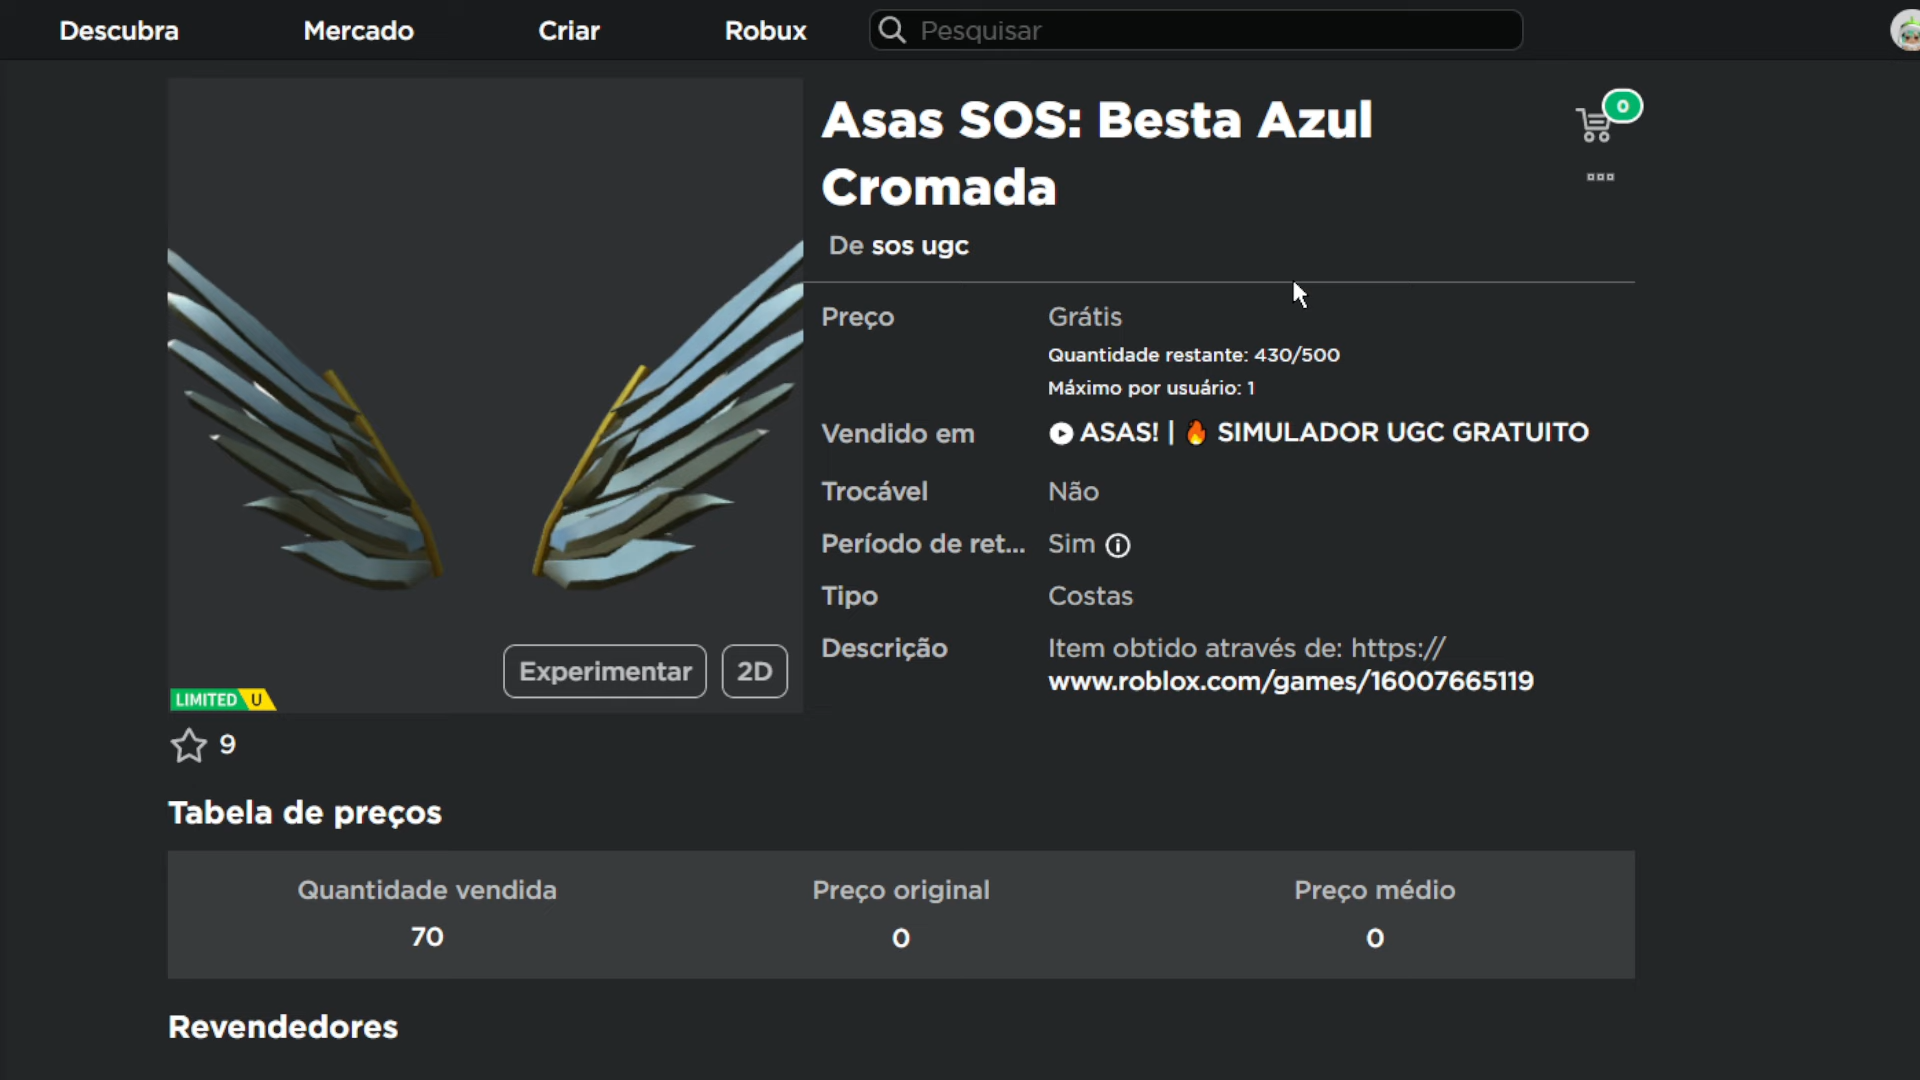 Descubra Mercado Criar Robux Pesquisar
Asas SOS: Besta Azul
Cromada
0
De sos ugc
Preço Grátis
Quantidade restante: 430/500
Máximo por usuário: 1
Vendido em ASAS! | 🔥 SIMULADOR UGC GRATUITO
Trocável Não
Período de ret... Sim
Tipo Costas
Descrição Item obtido através de: https://
www.roblox.com/games/16007665119
Experimentar 2D
LIMITED U
9
Tabela de preços
Quantidade vendida Preço original Preço médio
70 0 0
Revendedores